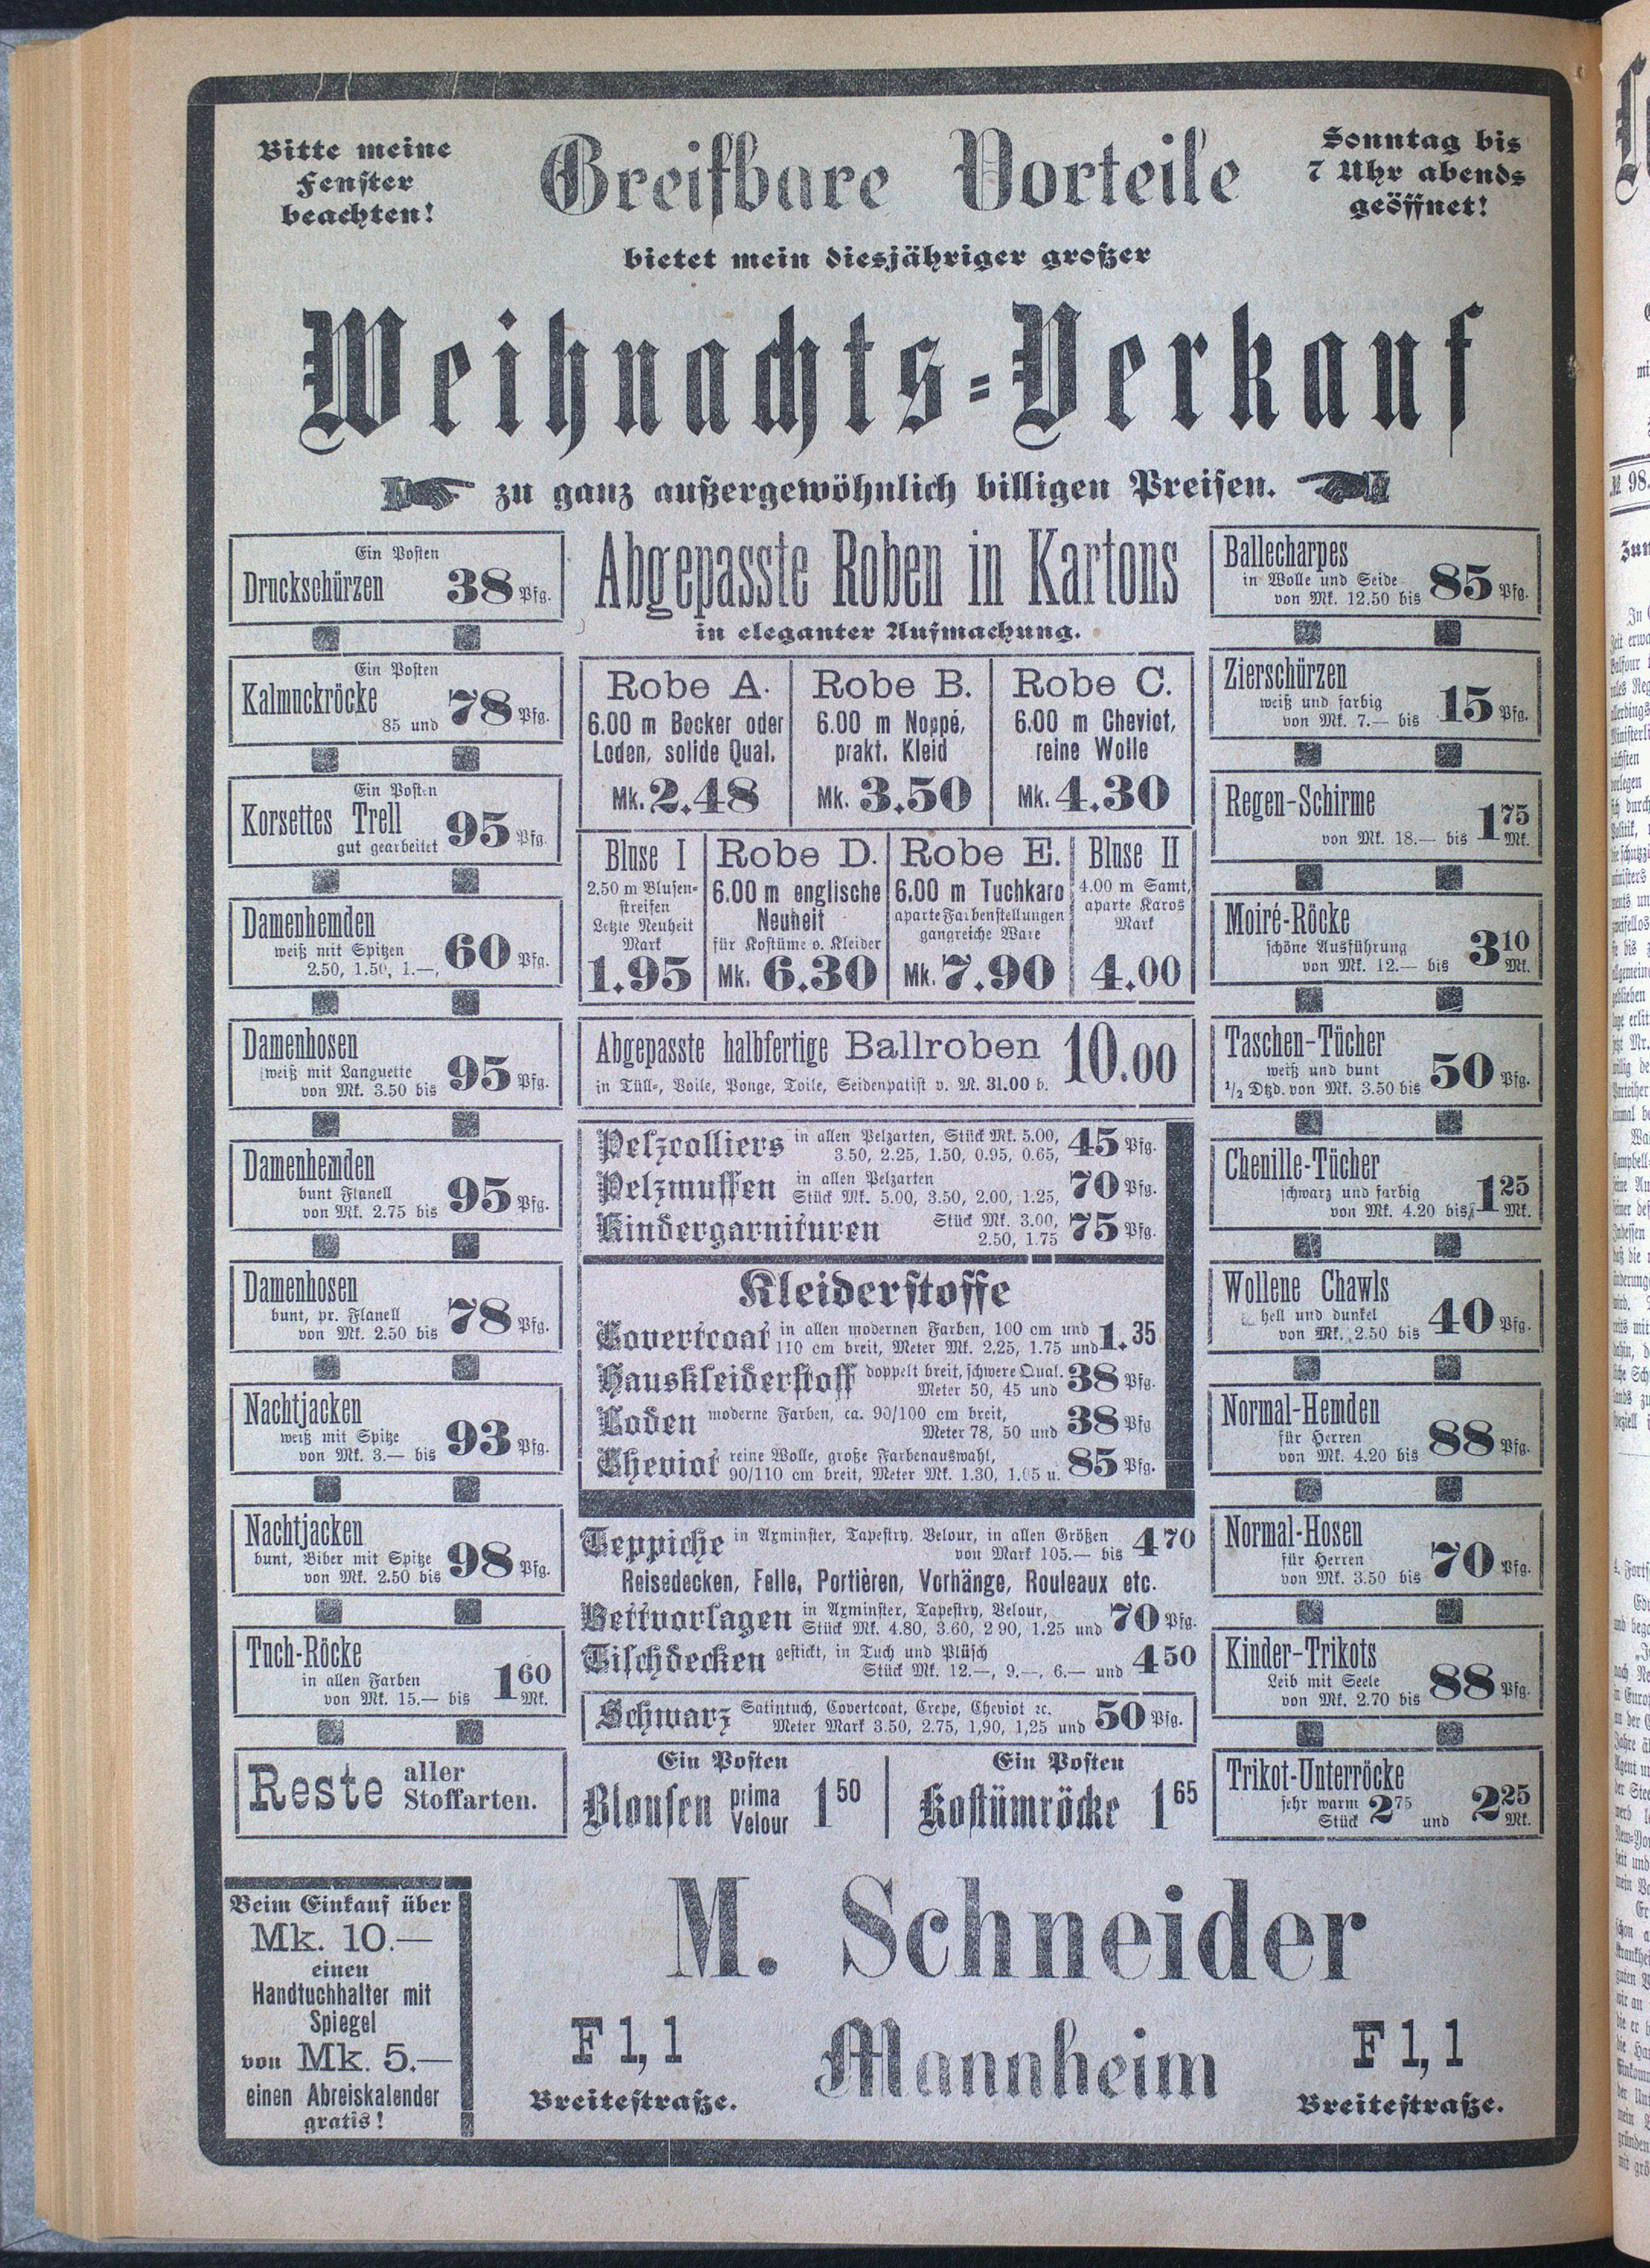 Bitte meine
Fenster
beachten!
Greifbare Vorteile
Sonntag bis
7 Uhr abends
geöffnet!
bietet mein diesjähriger großer
Weihnachts-Verkauf
zu ganz außergewöhnlich billigen Preisen.
Ein Posten
Druckschürzen 38 Pfg.
Ein Posten
Kalmuckröcke
85 und 78 Pfg.
Ein Posten
Korsettes Trell
gut gearbeitet 95 Pfg.
Damenhemden
weiß mit Spitzen
2.50, 1.50, 1.—, 60 Pfg.
Damenhosen
weiß mit Languette
von Mk. 3.50 bis 95 Pfg.
Damenhemden
bunt Flanell
von Mk. 2.75 bis 95 Pfg.
Damenhosen
bunt, pr. Flanell
von Mk. 2.50 bis 78 Pfg.
Nachtjacken
weiß mit Spitze
von Mk. 3.— bis 93 Pfg.
Nachtjacken
bunt, Biber mit Spitze
von Mk. 2.50 bis 98 Pfg.
Tuch-Röcke
in allen Farben
von Mk. 15.— bis 1 60 Mk.
Reste aller
Stoffarten.
Abgepasste Roben in Kartons
in eleganter Aufmachung.
Robe A.
6.00 m Bocker oder
Loden, solide Qual.
Mk. 2.48
Robe B.
6.00 m Noppé,
prakt. Kleid
Mk. 3.50
Robe C.
6.00 m Cheviot,
reine Wolle
Mk. 4.30
Bluse I
2.50 m Blusen-
streifen
Letzte Neuheit
Mark
1.95
Robe D.
6.00 m englische
Neuheit
für Kostüme o. Kleider
Mk. 6.30
Robe E.
6.00 m Tuchkaro
aparte Farbenstellungen
gangreiche Ware
Mk. 7.90
Bluse II
4.00 m Samt,
aparte Karos
Mark
4.00
Abgepasste halbfertige Ballroben 10.00
in Tüll-, Voile, Ponge, Toile, Seidenpatist v. M. 31.00 b.
Pelzcolliers in allen Pelzarten, Stück Mk. 5.00,
3.50, 2.25, 1.50, 0.95, 0.65, 45 Pfg.
Pelzmuffen in allen Pelzarten
Stück Mk. 5.00, 3.50, 2.00, 1.25, 70 Pfg.
Kindergarnituren Stück Mk. 3.00,
2.50, 1.75 75 Pfg.
Kleiderstoffe
Covertcoat in allen modernen Farben, 100 cm und
110 cm breit, Meter Mk. 2.25, 1.75 und 1.35
Hauskleiderstoff doppelt breit, schwere Qual.
Meter 50, 45 und 38 Pfg.
Loden moderne Farben, ca. 90/100 cm breit,
Meter 78, 50 und 38 Pfg
Cheviot reine Wolle, große Farbenauswahl,
90/110 cm breit, Meter Mk. 1.30, 1.05 u. 85 Pfg.
Teppiche in Axminster, Tapestry, Velour, in allen Größen
von Mark 105.— bis 4 70
Reisedecken, Felle, Portièren, Vorhänge, Rouleaux etc.
Bettvorlagen in Axminster, Tapestry, Velour,
Stück Mk. 4.80, 3.60, 2 90, 1.25 und 70 Pfg.
Tischdecken gestickt, in Tuch und Plüsch
Stück Mk. 12.—, 9.—, 6.— und 4 50
Schwarz Satintuch, Covertcoat, Crepe, Cheviot ec.
Meter Mark 3.50, 2.75, 1,90, 1,25 und 50 Pfg.
Ein Posten
Blousen prima
Velour 1 50
Ein Posten
Kostümröcke 1 65
Ballecharpes
in Wolle und Seide
von Mk. 12.50 bis 85 Pfg.
Zierschürzen
weiß und farbig
von Mk. 7.— bis 15 Pfg.
Regen-Schirme
von Mk. 18.— bis 1 75 Mk.
Moiré-Röcke
schöne Ausführung
von Mk. 12.— bis 3 10 Mk.
Taschen-Tücher
weiß und bunt
1/2 Dtzd. von Mk. 3.50 bis 50 Pfg.
Chenille-Tücher
schwarz und farbig
von Mk. 4.20 bis 1 25 Mk.
Wollene Chawls
hell und dunkel
von Mk. 2.50 bis 40 Pfg.
Normal-Hemden
für Herren
von Mk. 4.20 bis 88 Pfg.
Normal-Hosen
für Herren
von Mk. 3.50 bis 70 Pfg.
Kinder-Trikots
Leib mit Seele
von Mk. 2.70 bis 88 Pfg.
Trikot-Unterröcke
sehr warm
Stück 2 75 und 2 25 Mk.
Beim Einkauf über
Mk. 10.—
einen
Handtuchhalter mit
Spiegel
von Mk. 5.—
einen Abreiskalender
gratis!
M. Schneider
F 1, 1
Breitestraße.
Mannheim
F 1, 1
Breitestraße.
№ 98.